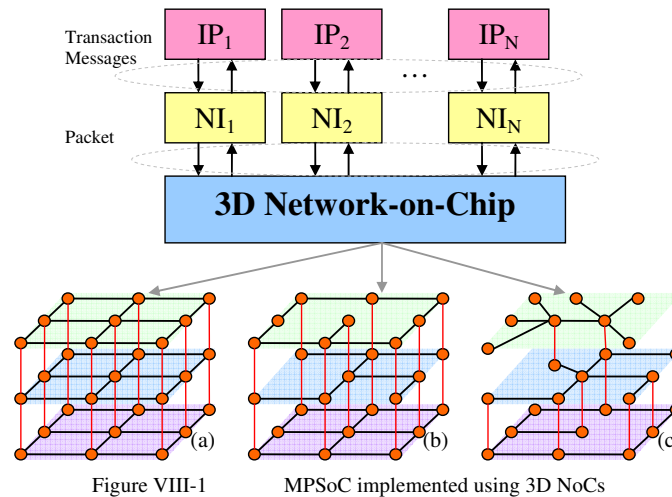 Transaction Messages
IP1 IP2 ... IPN
NI1 NI2 NIN
Packet
3D Network-on-Chip
(a) (b) (c
Figure VIII-1 MPSoC implemented using 3D NoCs